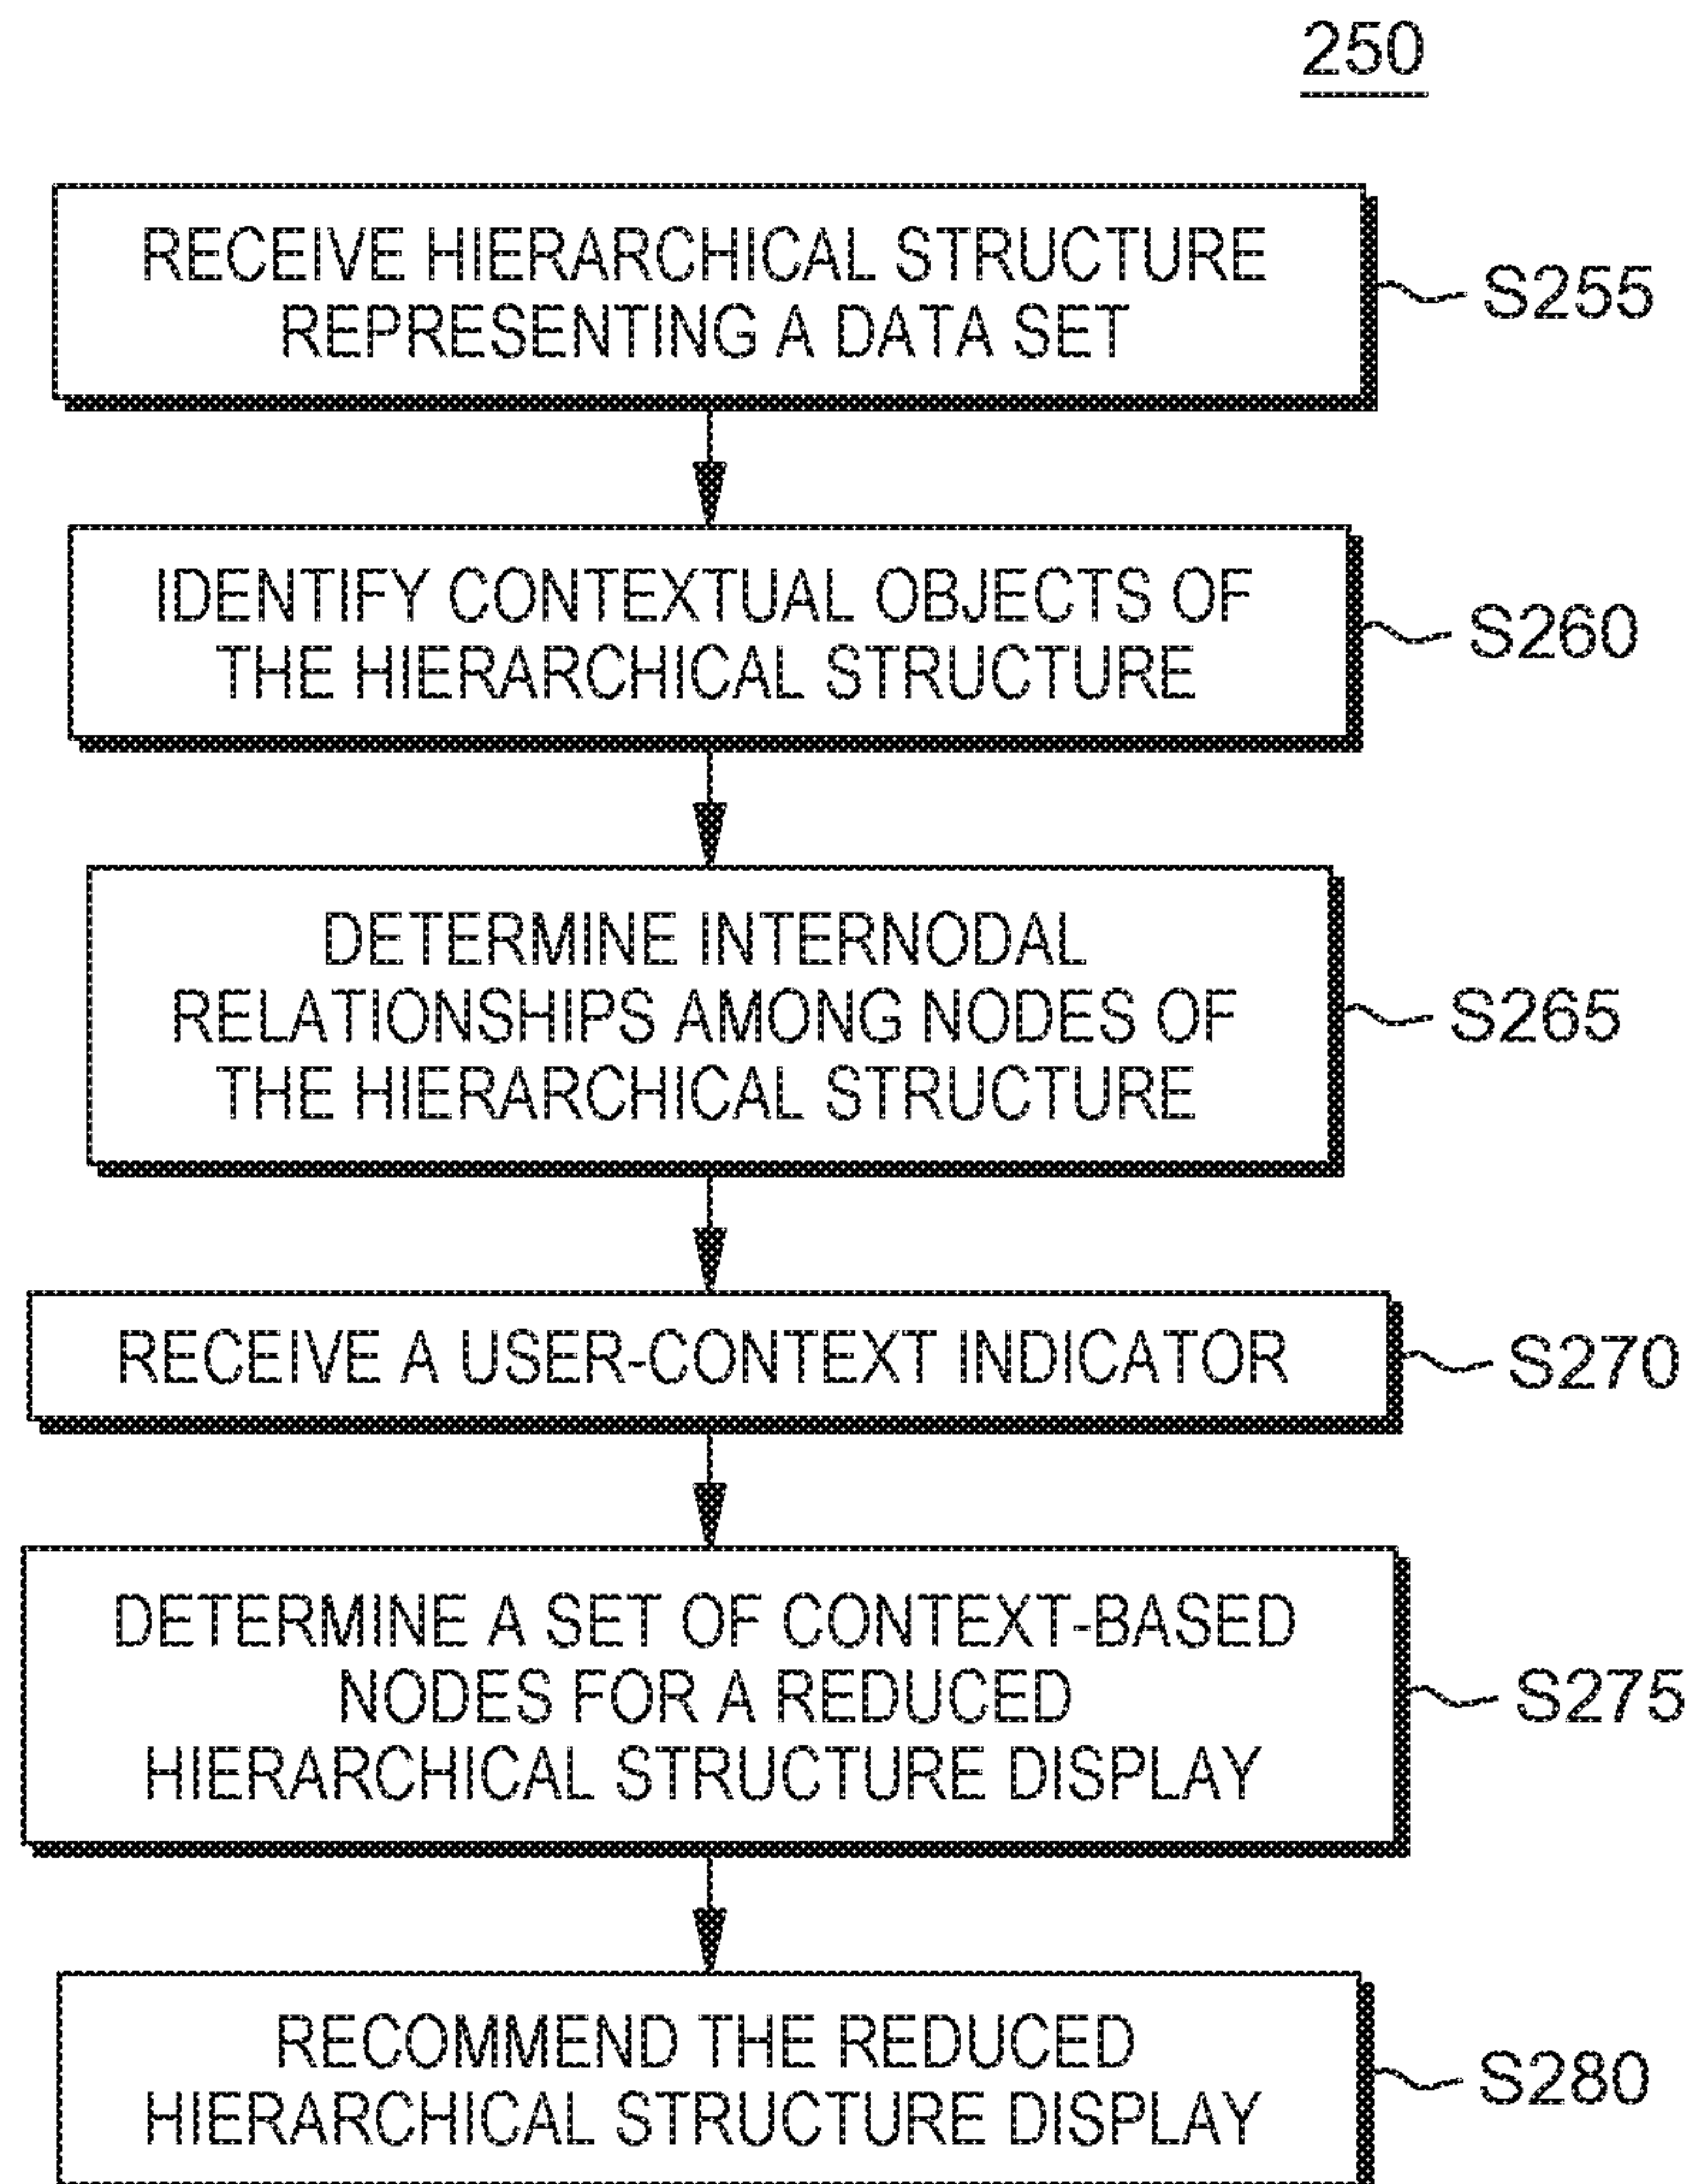 250
RECEIVE HIERARCHICAL STRUCTURE
REPRESENTING A DATA SET
S255
IDENTIFY CONTEXTUAL OBJECTS OF
THE HIERARCHICAL STRUCTURE
S260
DETERMINE INTERNODAL
RELATIONSHIPS AMONG NODES OF
THE HIERARCHICAL STRUCTURE
S265
RECEIVE A USER-CONTEXT INDICATOR
S270
DETERMINE A SET OF CONTEXT-BASED
NODES FOR A REDUCED
HIERARCHICAL STRUCTURE DISPLAY
S275
RECOMMEND THE REDUCED
HIERARCHICAL STRUCTURE DISPLAY
S280